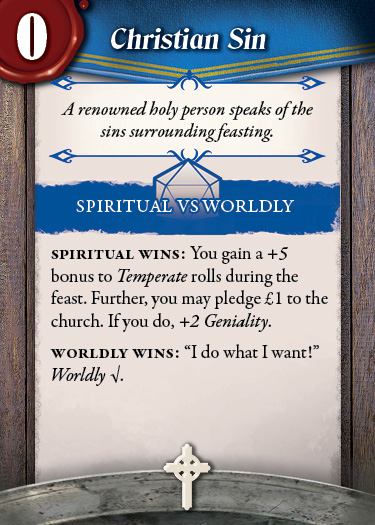 0
Christian Sin
A renowned holy person speaks of the
sins surrounding feasting.
SPIRITUAL VS WORLDLY
SPIRITUAL WINS: You gain a +5
bonus to Temperate rolls during the
feast. Further, you may pledge £1 to the
church. If you do, +2 Geniality.
WORLDLY WINS: “I do what I want!”
Worldly √.